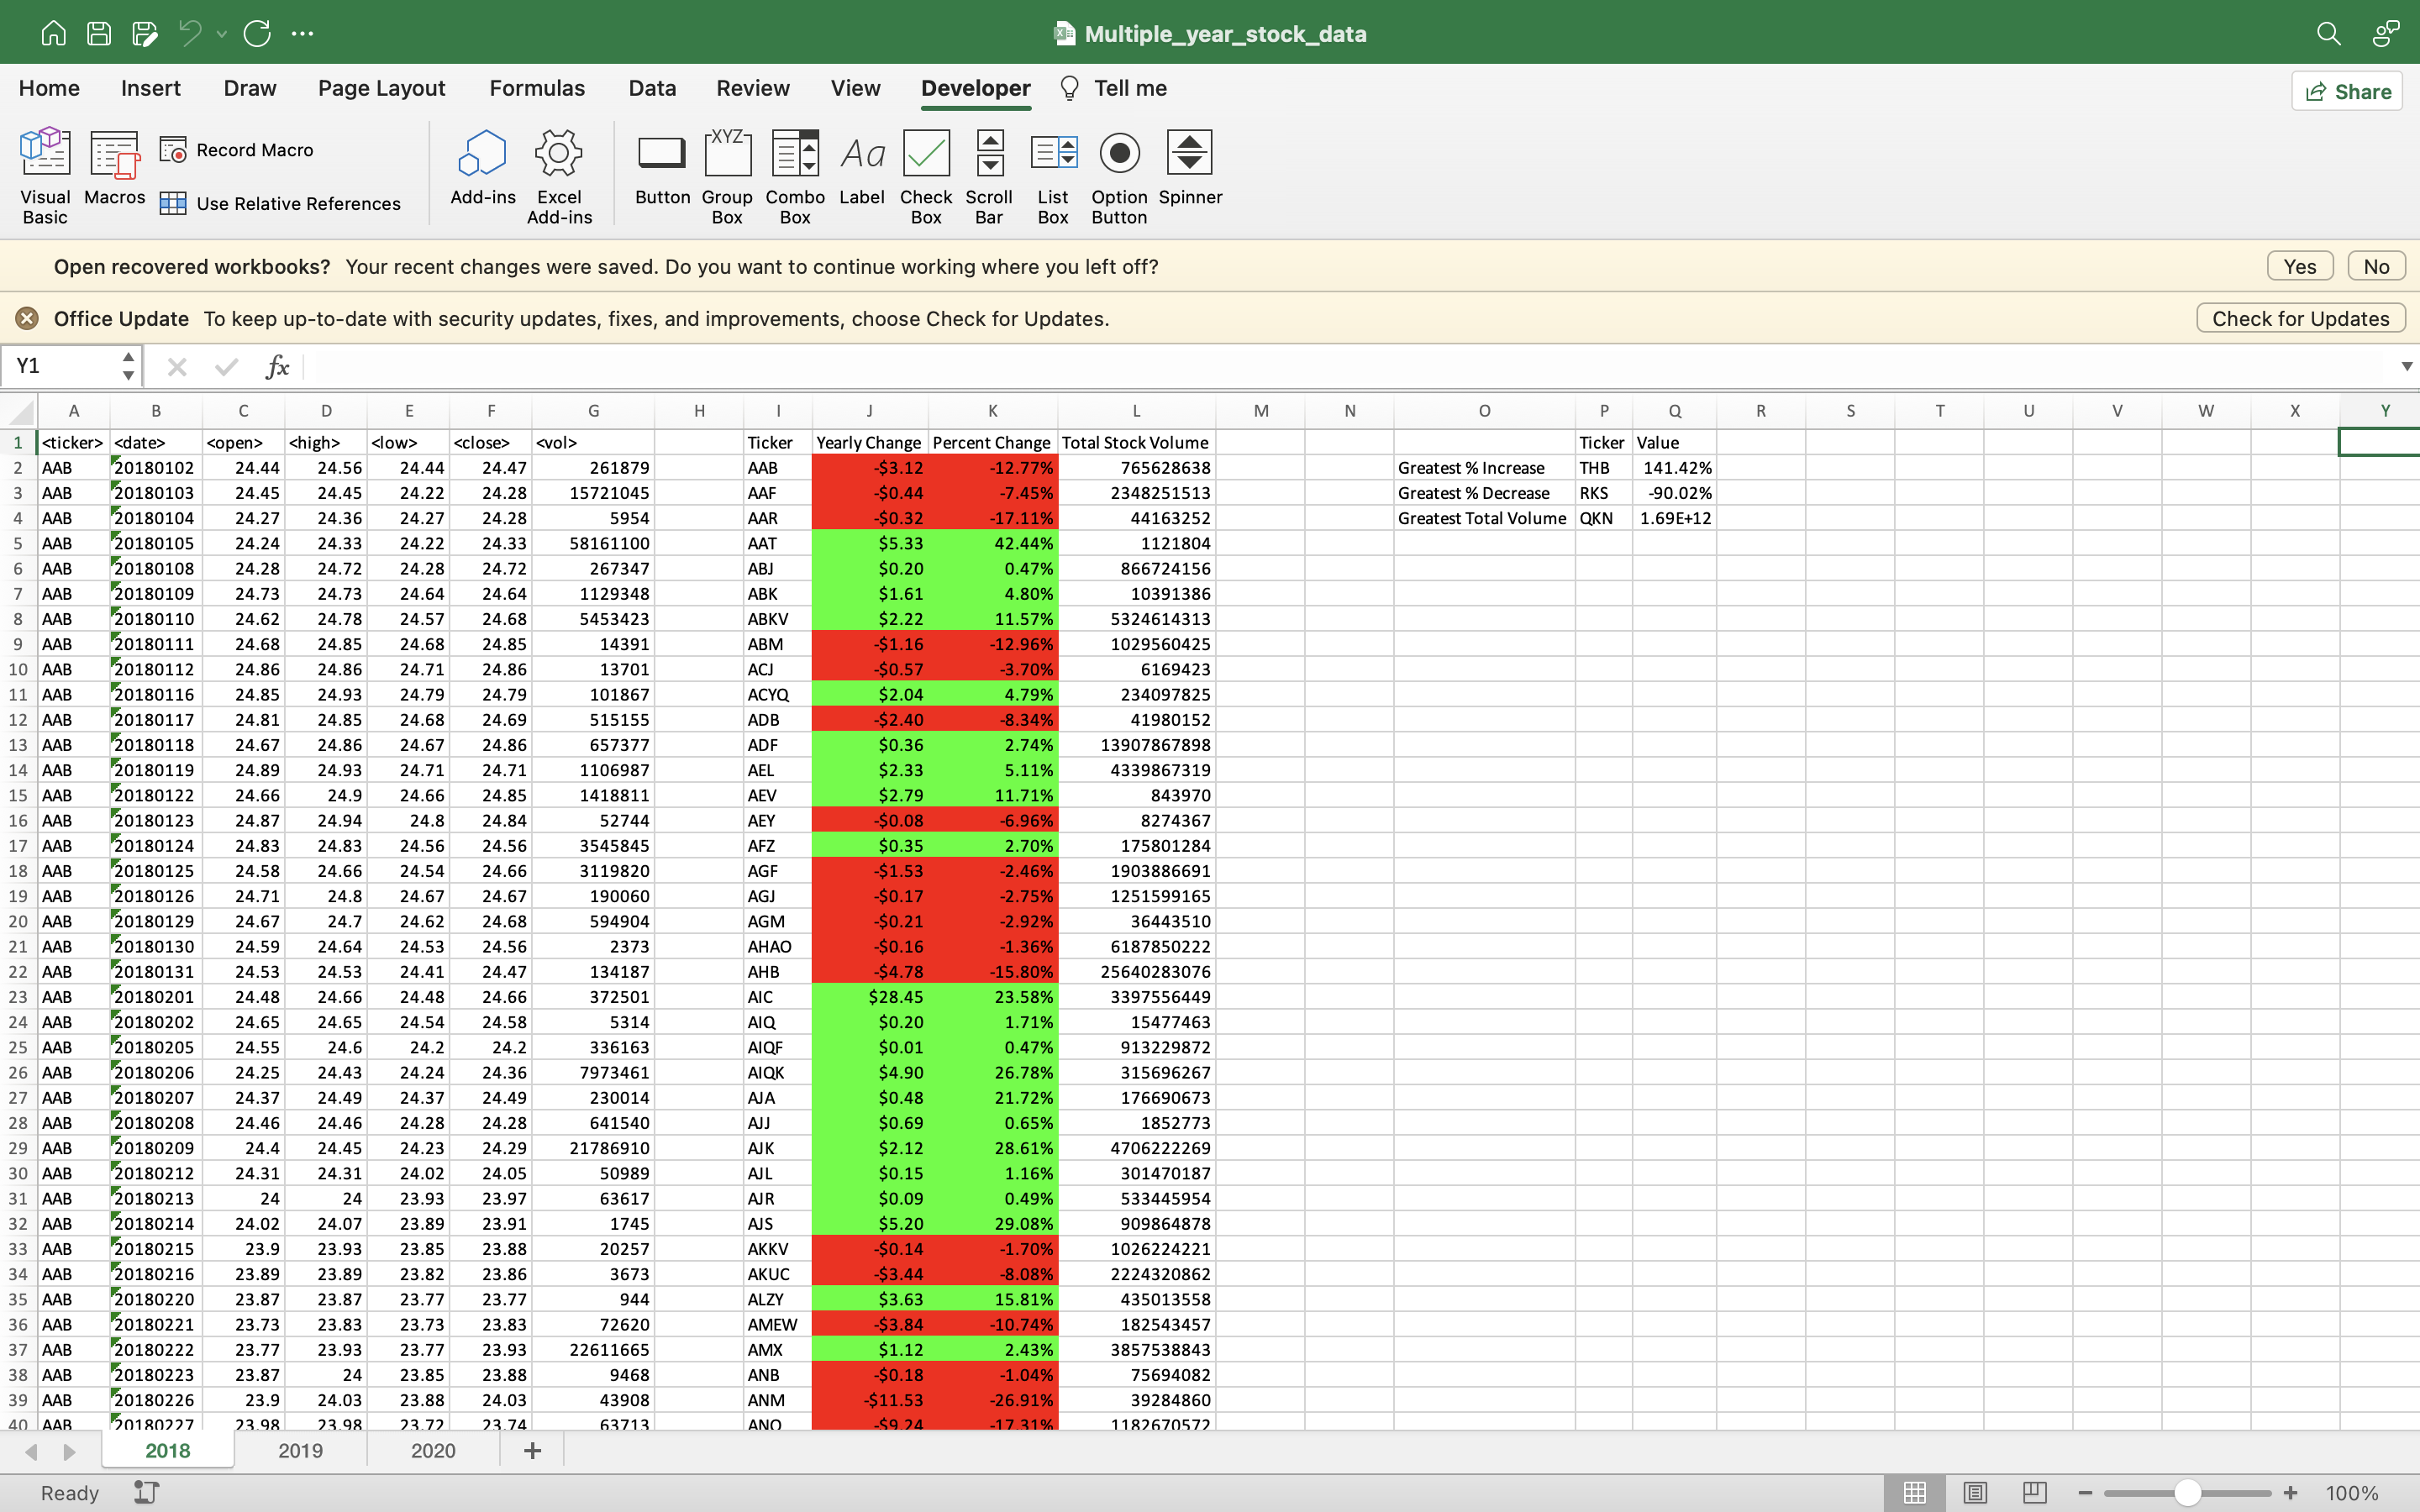 Multiple_year_stock_data
Home Insert Draw Page Layout Formulas Data Review View Developer Tell me Share
Visual Basic Macros Record Macro Use Relative References Add-ins Excel Add-ins Button Group Box Combo Box Label Check Box Scroll Bar List Box Option Button Spinner
XYZ Aa
Open recovered workbooks? Your recent changes were saved. Do you want to continue working where you left off? Yes No
Office Update To keep up-to-date with security updates, fixes, and improvements, choose Check for Updates. Check for Updates
Y1 fx
A B C D E F G H I J K L M N O P Q R S T U V W X Y
1 <ticker> <date> <open> <high> <low> <close> <vol> Ticker Yearly Change Percent Change Total Stock Volume Ticker Value
2 AAB 20180102 24.44 24.56 24.44 24.47 261879 AAB -$3.12 -12.77% 765628638 Greatest % Increase THB 141.42%
3 AAB 20180103 24.45 24.45 24.22 24.28 15721045 AAF -$0.44 -7.45% 2348251513 Greatest % Decrease RKS -90.02%
4 AAB 20180104 24.27 24.36 24.27 24.28 5954 AAR -$0.32 -17.11% 44163252 Greatest Total Volume QKN 1.69E+12
5 AAB 20180105 24.24 24.33 24.22 24.33 58161100 AAT $5.33 42.44% 1121804
6 AAB 20180108 24.28 24.72 24.28 24.72 267347 ABJ $0.20 0.47% 866724156
7 AAB 20180109 24.73 24.73 24.64 24.64 1129348 ABK $1.61 4.80% 10391386
8 AAB 20180110 24.62 24.78 24.57 24.68 5453423 ABKV $2.22 11.57% 5324614313
9 AAB 20180111 24.68 24.85 24.68 24.85 14391 ABM -$1.16 -12.96% 1029560425
10 AAB 20180112 24.86 24.86 24.71 24.86 13701 ACJ -$0.57 -3.70% 6169423
11 AAB 20180116 24.85 24.93 24.79 24.79 101867 ACYQ $2.04 4.79% 234097825
12 AAB 20180117 24.81 24.85 24.68 24.69 515155 ADB -$2.40 -8.34% 41980152
13 AAB 20180118 24.67 24.86 24.67 24.86 657377 ADF $0.36 2.74% 13907867898
14 AAB 20180119 24.89 24.93 24.71 24.71 1106987 AEL $2.33 5.11% 4339867319
15 AAB 20180122 24.66 24.9 24.66 24.85 1418811 AEV $2.79 11.71% 843970
16 AAB 20180123 24.87 24.94 24.8 24.84 52744 AEY -$0.08 -6.96% 8274367
17 AAB 20180124 24.83 24.83 24.56 24.56 3545845 AFZ $0.35 2.70% 175801284
18 AAB 20180125 24.58 24.66 24.54 24.66 3119820 AGF -$1.53 -2.46% 1903886691
19 AAB 20180126 24.71 24.8 24.67 24.67 190060 AGJ -$0.17 -2.75% 1251599165
20 AAB 20180129 24.67 24.7 24.62 24.68 594904 AGM -$0.21 -2.92% 36443510
21 AAB 20180130 24.59 24.64 24.53 24.56 2373 AHAO -$0.16 -1.36% 6187850222
22 AAB 20180131 24.53 24.53 24.41 24.47 134187 AHB -$4.78 -15.80% 25640283076
23 AAB 20180201 24.48 24.66 24.48 24.66 372501 AIC $28.45 23.58% 3397556449
24 AAB 20180202 24.65 24.65 24.54 24.58 5314 AIQ $0.20 1.71% 15477463
25 AAB 20180205 24.55 24.6 24.2 24.2 336163 AIQF $0.01 0.47% 913229872
26 AAB 20180206 24.25 24.43 24.24 24.36 7973461 AIQK $4.90 26.78% 315696267
27 AAB 20180207 24.37 24.49 24.37 24.49 230014 AJA $0.48 21.72% 176690673
28 AAB 20180208 24.46 24.46 24.28 24.28 641540 AJJ $0.69 0.65% 1852773
29 AAB 20180209 24.4 24.45 24.23 24.29 21786910 AJK $2.12 28.61% 4706222269
30 AAB 20180212 24.31 24.31 24.02 24.05 50989 AJL $0.15 1.16% 301470187
31 AAB 20180213 24 24 23.93 23.97 63617 AJR $0.09 0.49% 533445954
32 AAB 20180214 24.02 24.07 23.89 23.91 1745 AJS $5.20 29.08% 909864878
33 AAB 20180215 23.9 23.93 23.85 23.88 20257 AKKV -$0.14 -1.70% 1026224221
34 AAB 20180216 23.89 23.89 23.82 23.86 3673 AKUC -$3.44 -8.08% 2224320862
35 AAB 20180220 23.87 23.87 23.77 23.77 944 ALZY $3.63 15.81% 435013558
36 AAB 20180221 23.73 23.83 23.73 23.83 72620 AMEW -$3.84 -10.74% 182543457
37 AAB 20180222 23.77 23.93 23.77 23.93 22611665 AMX $1.12 2.43% 3857538843
38 AAB 20180223 23.87 24 23.85 23.88 9468 ANB -$0.18 -1.04% 75694082
39 AAB 20180226 23.9 24.03 23.88 24.03 43908 ANM -$11.53 -26.91% 39284860
40 AAB 20180227 23.98 23.98 23.72 23.74 63713 ANO -$9.24 -17.31% 1182670572
2018 2019 2020
Ready 100%